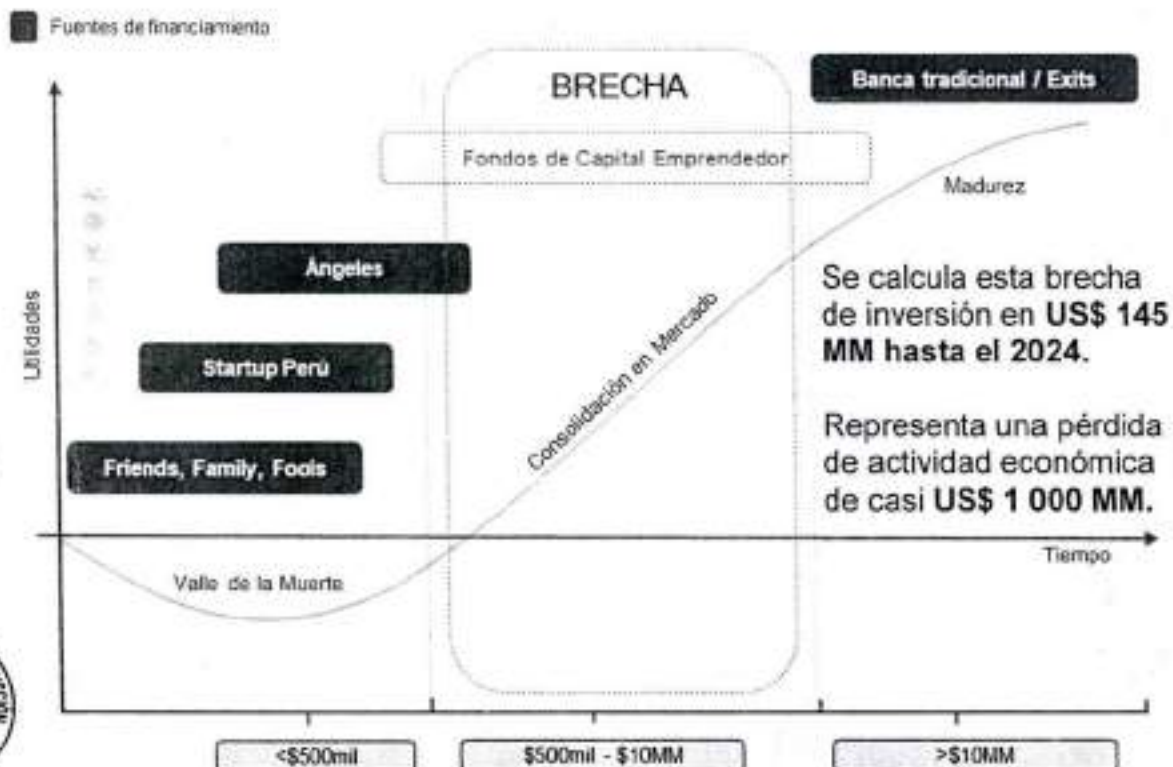 Fuentes de financiamiento
BRECHA
Banca tradicional / Exits
Fondos de Capital Emprendedor
Madurez
Ángeles
Se calcula esta brecha
de inversión en US$ 145
MM hasta el 2024.
Utilidades
Startup Perú
Consolidación en Mercado
Representa una pérdida
de actividad económica
de casi US$ 1 000 MM.
Friends, Family, Fools
Tiempo
Valle de la Muerte
<$500mil
$500mil - $10MM
>$10MM